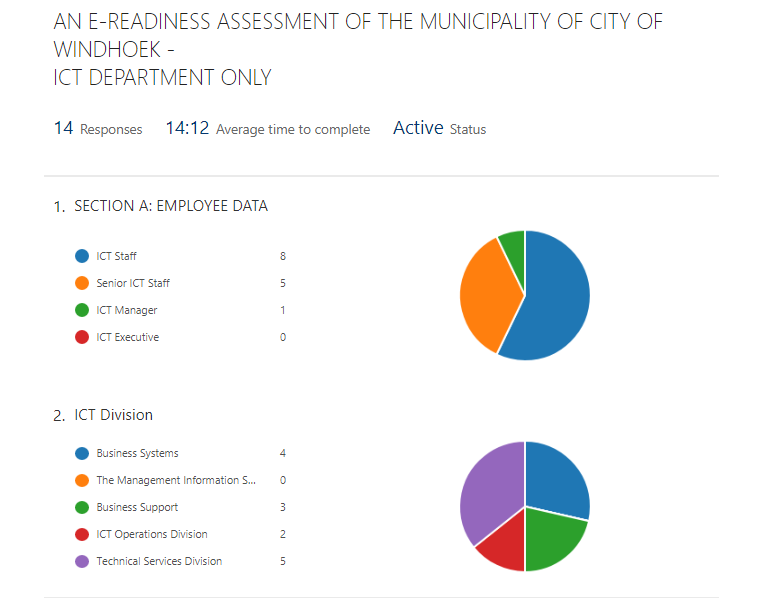 AN E-READINESS ASSESSMENT OF THE MUNICIPALITY OF CITY OF
WINDHOEK -
ICT DEPARTMENT ONLY
14 Responses 14:12 Average time to complete Active Status
1. SECTION A: EMPLOYEE DATA
ICT Staff 8
Senior ICT Staff 5
ICT Manager 1
ICT Executive 0
2. ICT Division
Business Systems 4
The Management Information S... 0
Business Support 3
ICT Operations Division 2
Technical Services Division 5